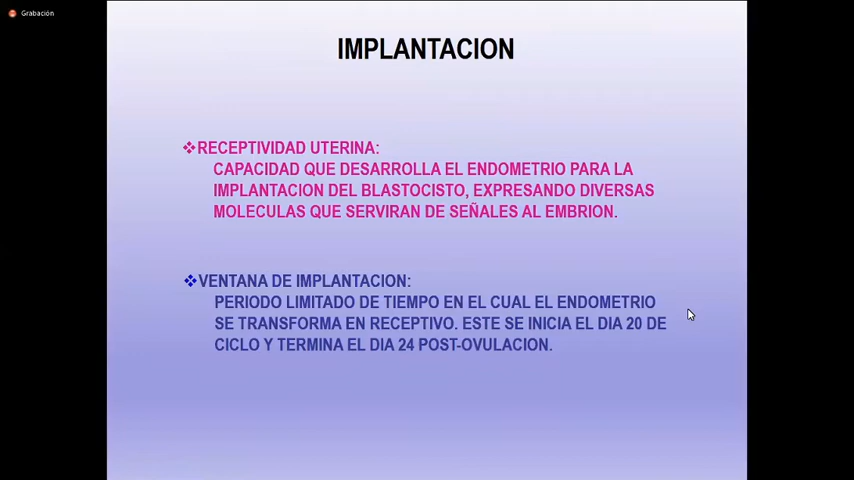 Grabación
IMPLANTACION
❖RECEPTIVIDAD UTERINA:
CAPACIDAD QUE DESARROLLA EL ENDOMETRIO PARA LA
IMPLANTACION DEL BLASTOCISTO, EXPRESANDO DIVERSAS
MOLECULAS QUE SERVIRAN DE SEÑALES AL EMBRION.
❖VENTANA DE IMPLANTACION:
PERIODO LIMITADO DE TIEMPO EN EL CUAL EL ENDOMETRIO
SE TRANSFORMA EN RECEPTIVO. ESTE SE INICIA EL DIA 20 DE
CICLO Y TERMINA EL DIA 24 POST-OVULACION.